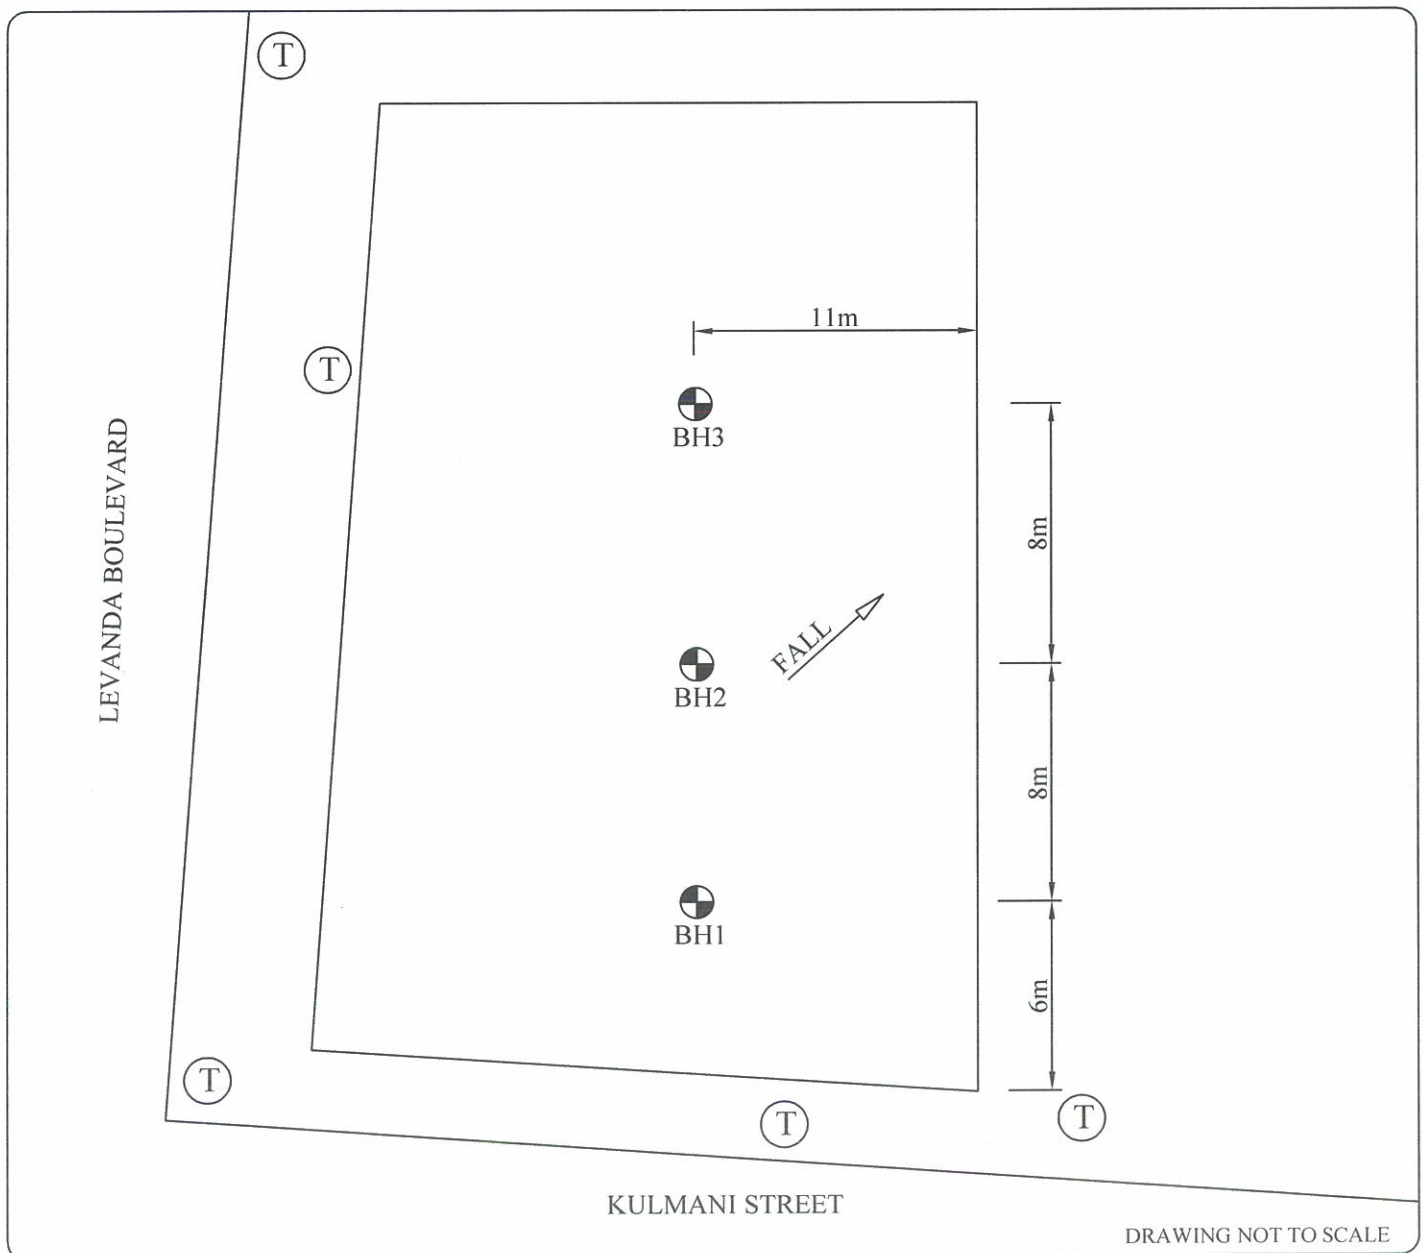 T
11m
T
BH3
LEVANDA BOULEVARD
8m
FALL
BH2
8m
BH1
6m
T
T
T
KULMANI STREET
DRAWING NOT TO SCALE